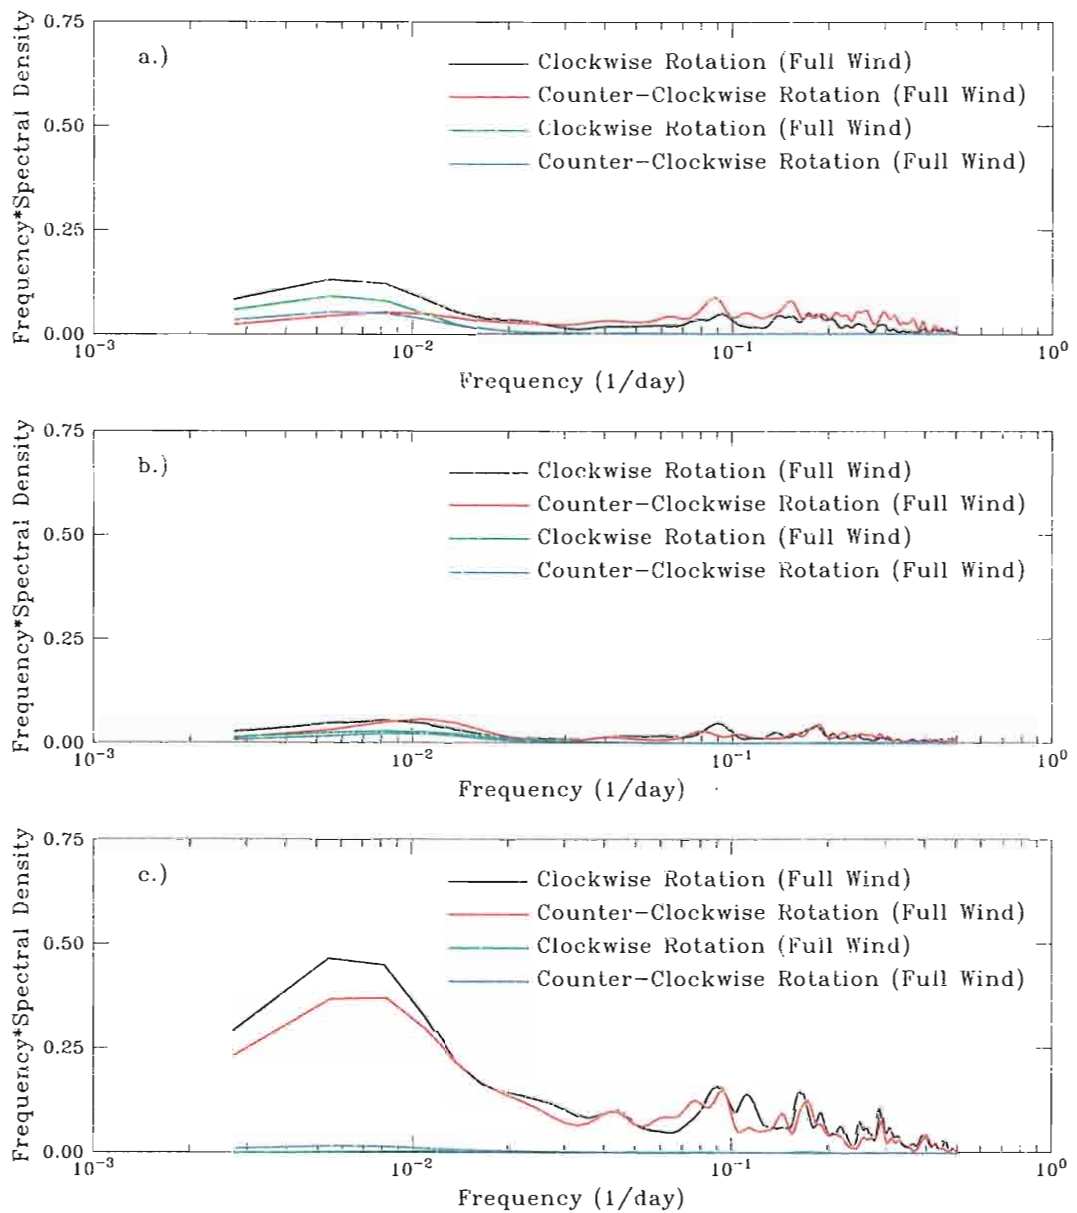 a.)
Clockwise Rotation (Full Wind)
Counter-Clockwise Rotation (Full Wind)
Clockwise Rotation (Full Wind)
Counter-Clockwise Rotation (Full Wind)
Frequency*Spectral Density
0.75
0.50
0.25
0.00
10⁻³
10⁻²
10⁻¹
10⁰
Frequency (1/day)
b.)
Clockwise Rotation (Full Wind)
Counter-Clockwise Rotation (Full Wind)
Clockwise Rotation (Full Wind)
Counter-Clockwise Rotation (Full Wind)
Frequency*Spectral Density
0.75
0.50
0.25
0.00
10⁻³
10⁻²
10⁻¹
10⁰
Frequency (1/day)
c.)
Clockwise Rotation (Full Wind)
Counter-Clockwise Rotation (Full Wind)
Clockwise Rotation (Full Wind)
Counter-Clockwise Rotation (Full Wind)
Frequency*Spectral Density
0.75
0.50
0.25
0.00
10⁻³
10⁻²
10⁻¹
10⁰
Frequency (1/day)